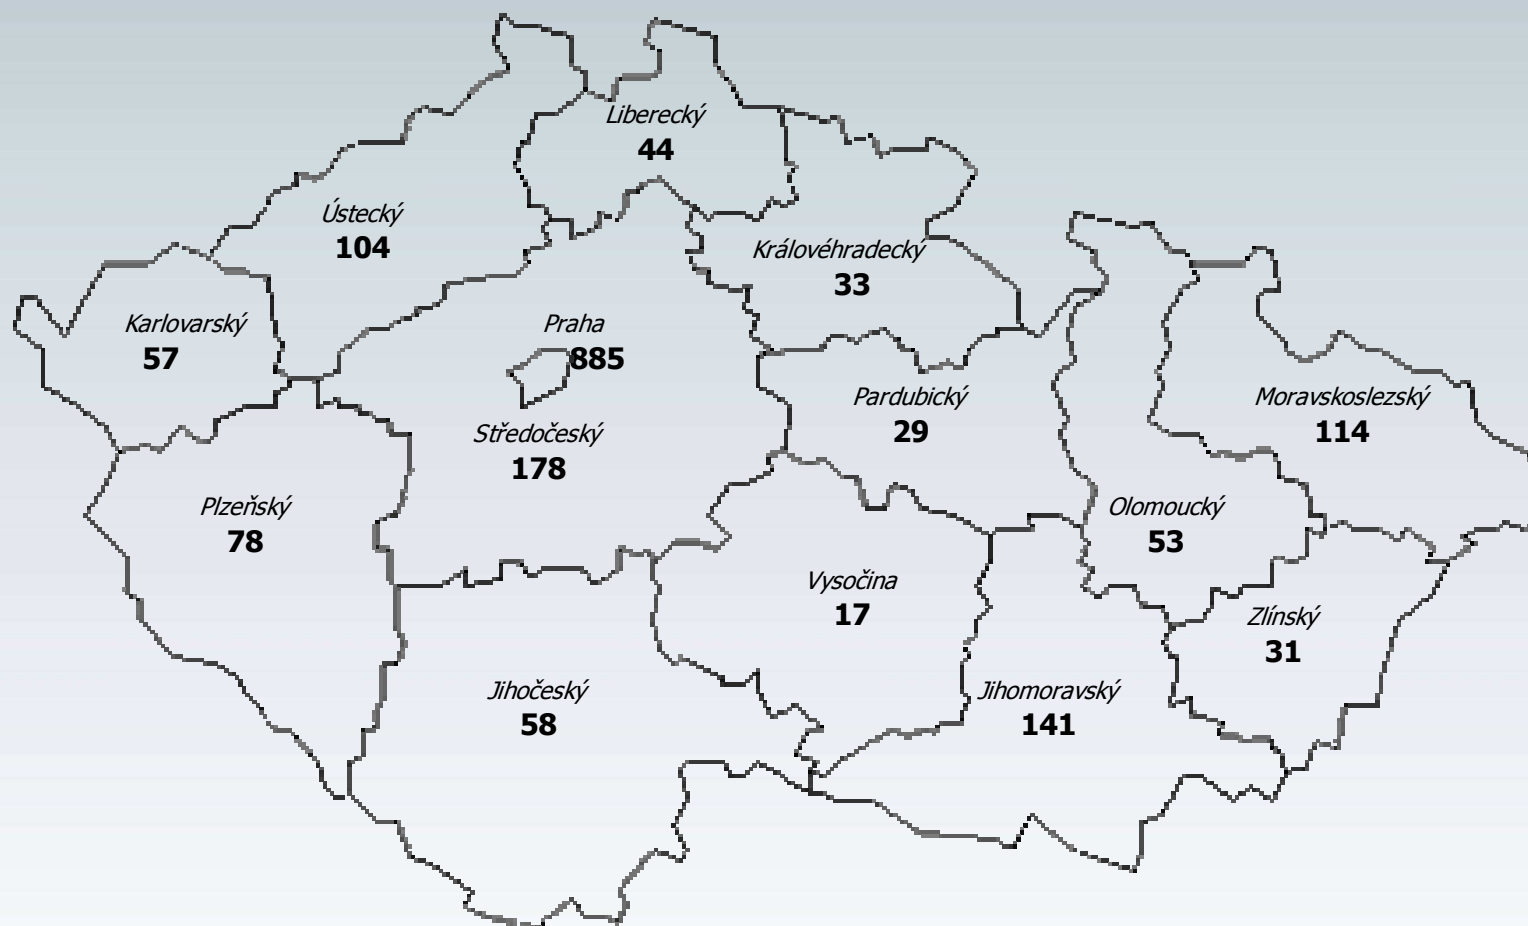 Liberecký
44
Ústecký
104
Královéhradecký
33
Karlovarský
57
Praha
885
Pardubický
29
Moravskoslezský
114
Středočeský
178
Plzeňský
78
Olomoucký
53
Vysočina
17
Zlínský
31
Jihočeský
58
Jihomoravský
141